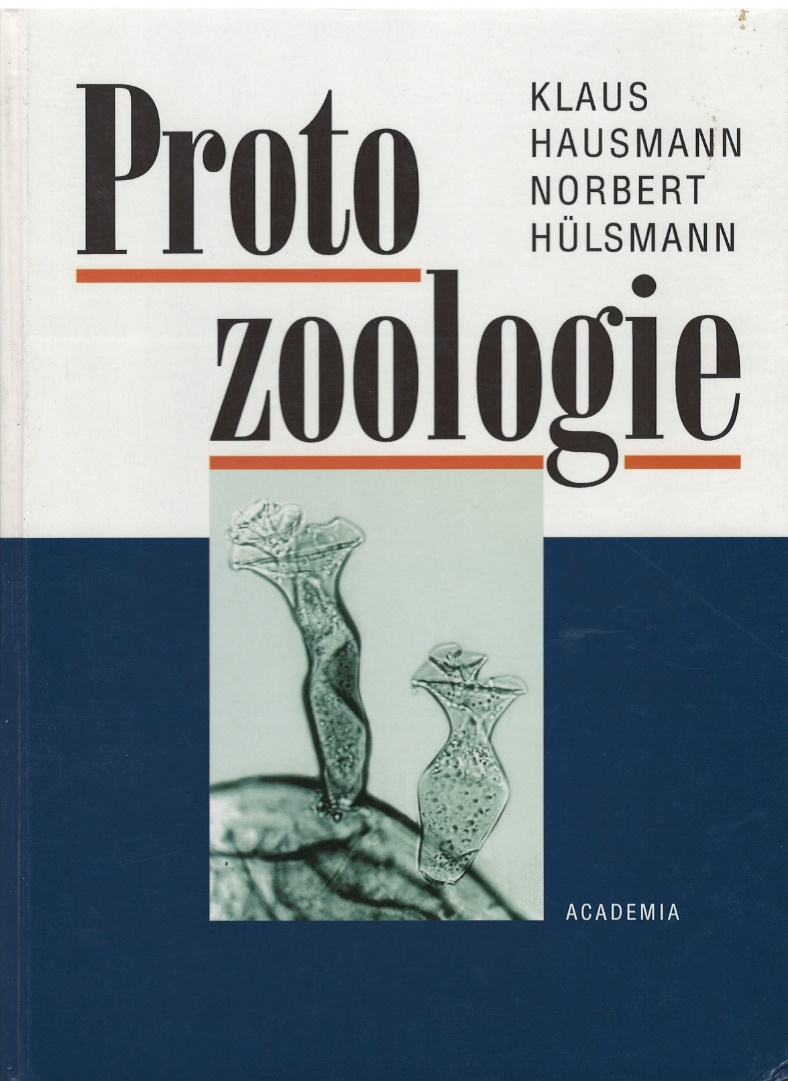 Proto
zoologie
KLAUS
HAUSMANN
NORBERT
HÜLSMANN
ACADEMIA